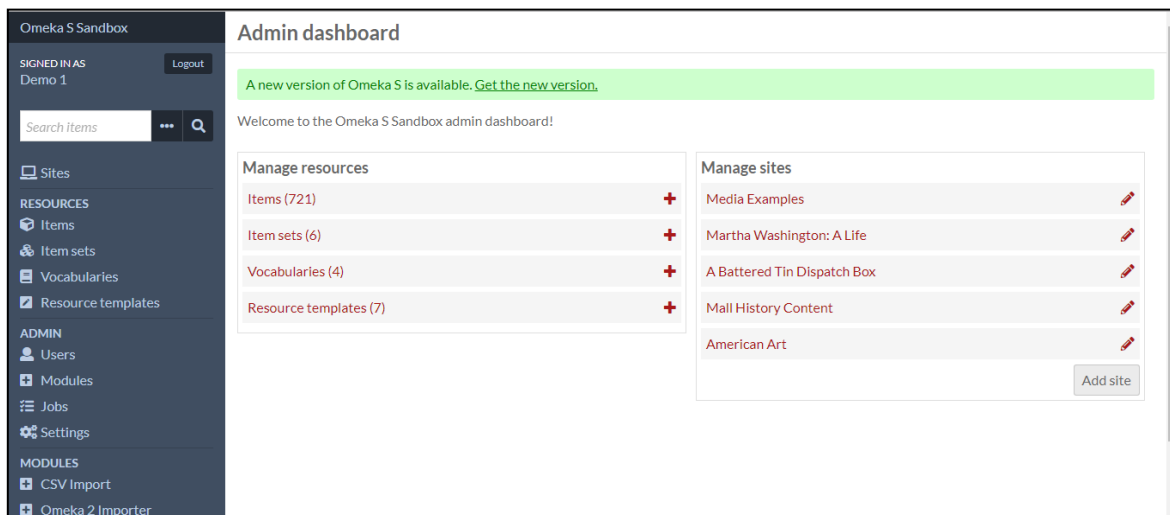 Omeka S Sandbox
SIGNED IN AS
Logout
Demo 1
Search items
Sites
RESOURCES
Items
Item sets
Vocabularies
Resource templates
ADMIN
Users
Modules
Jobs
Settings
MODULES
CSV Import
Omeka 2 Importer
Admin dashboard
A new version of Omeka S is available. Get the new version.
Welcome to the Omeka S Sandbox admin dashboard!
Manage resources
Items (721)
Item sets (6)
Vocabularies (4)
Resource templates (7)
Manage sites
Media Examples
Martha Washington: A Life
A Battered Tin Dispatch Box
Mall History Content
American Art
Add site